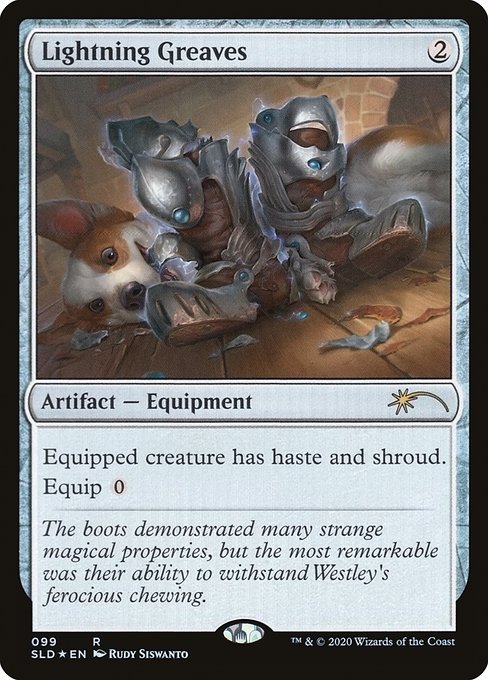 Lightning Greaves 2
Artifact — Equipment
Equipped creature has haste and shroud.
Equip 0
The boots demonstrated many strange
magical properties, but the most remarkable
was their ability to withstand Westley's
ferocious chewing.
099 R
SLD ★ EN Rudy Siswanto
™ & © 2020 Wizards of the Coast